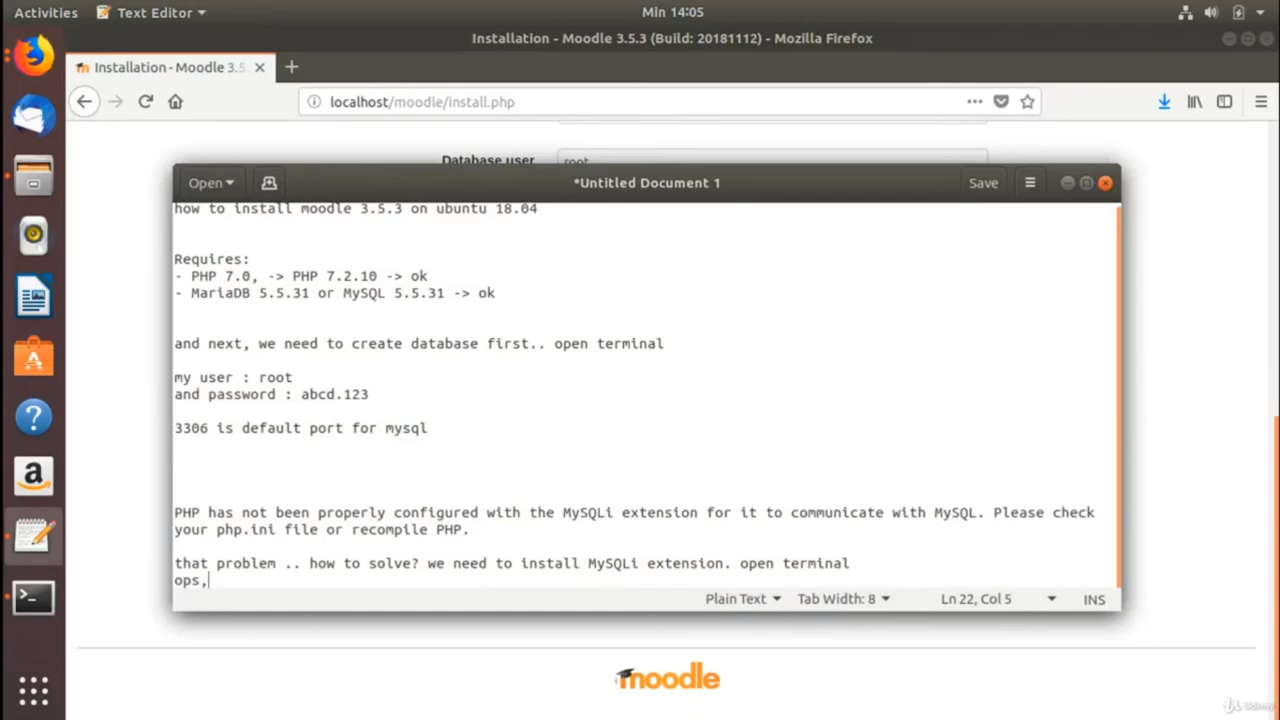 Activities
Text Editor
Min 14:05
Installation - Moodle 3.5.3 (Build: 20181112) - Mozilla Firefox
Installation - Moodle 3.5
localhost/moodle/install.php
Database user
root
Open
*Untitled Document 1
Save
how to install moodle 3.5.3 on ubuntu 18.04
Requires:
- PHP 7.0, -> PHP 7.2.10 -> ok
- MariaDB 5.5.31 or MySQL 5.5.31 -> ok
and next, we need to create database first.. open terminal
my user : root
and password : abcd.123
3306 is default port for mysql
PHP has not been properly configured with the MySQLi extension for it to communicate with MySQL. Please check
your php.ini file or recompile PHP.
that problem .. how to solve? we need to install MySQLi extension. open terminal
ops,
Plain Text
Tab Width: 8
Ln 22, Col 5
INS
moodle
Udemy